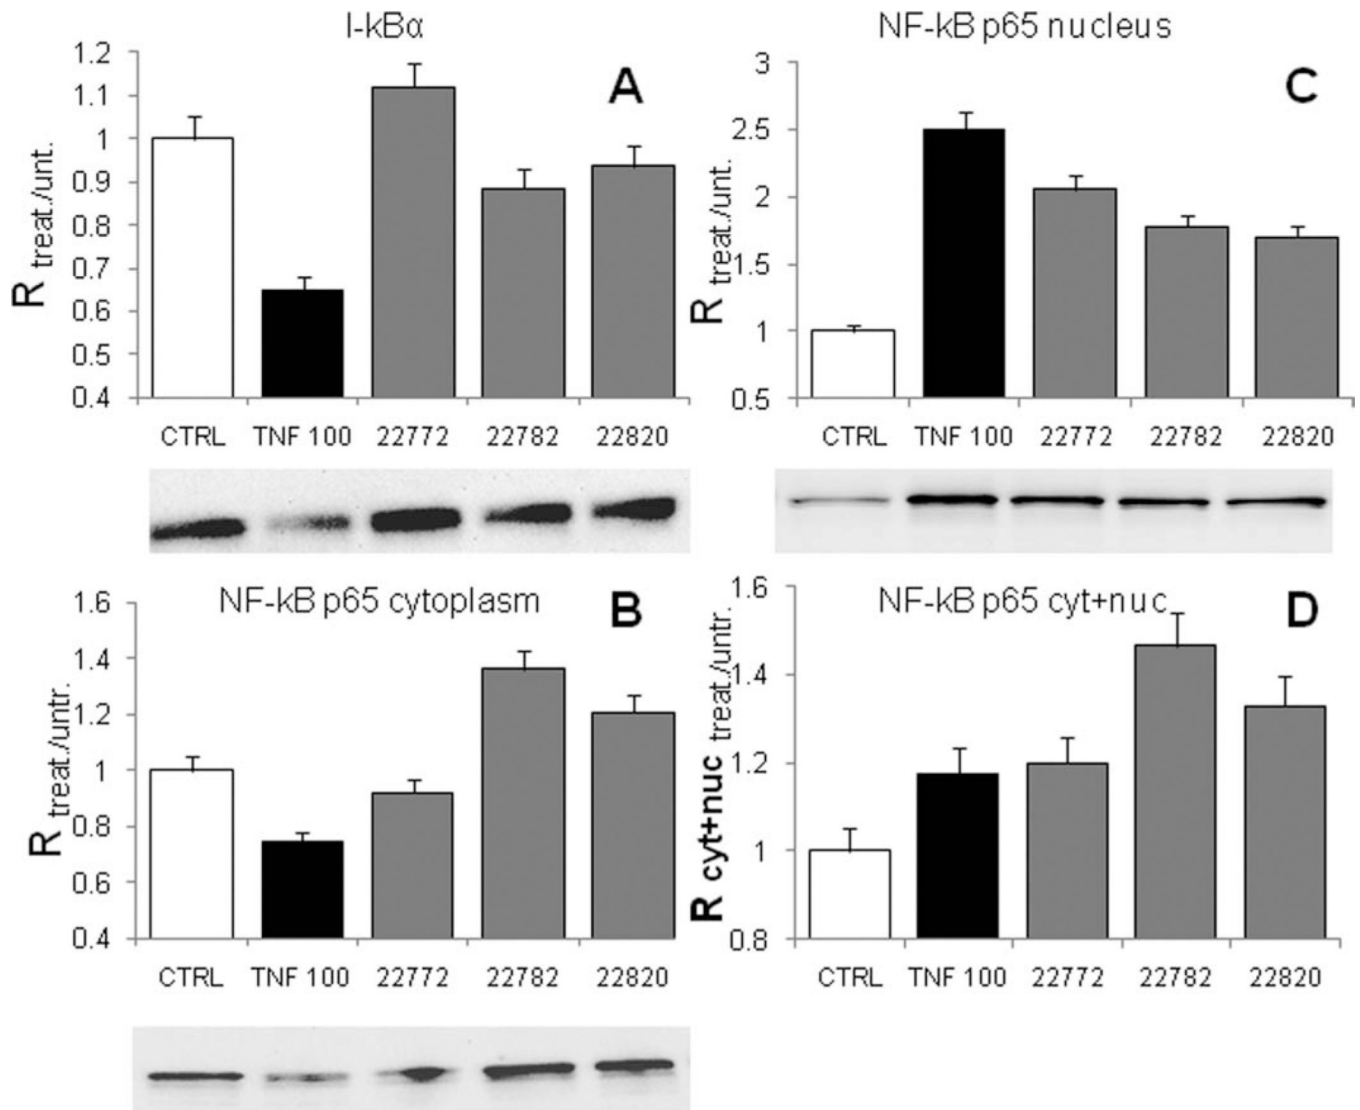 I-kBα
A
1.2
1.1
1
0.9
0.8
0.7
0.6
0.5
0.4
R treat./unt.
CTRL TNF 100 22772 22782 22820
NF-kB p65 nucleus
C
3
2.5
2
1.5
1
0.5
R treat./unt.
CTRL TNF 100 22772 22782 22820
NF-kB p65 cytoplasm
B
1.6
1.4
1.2
1
0.8
0.6
0.4
R treat./untr.
CTRL TNF 100 22772 22782 22820
NF-kB p65 cyt+nuc
D
1.6
1.4
1.2
1
0.8
R cyt+nuc treat./untr.
CTRL TNF 100 22772 22782 22820